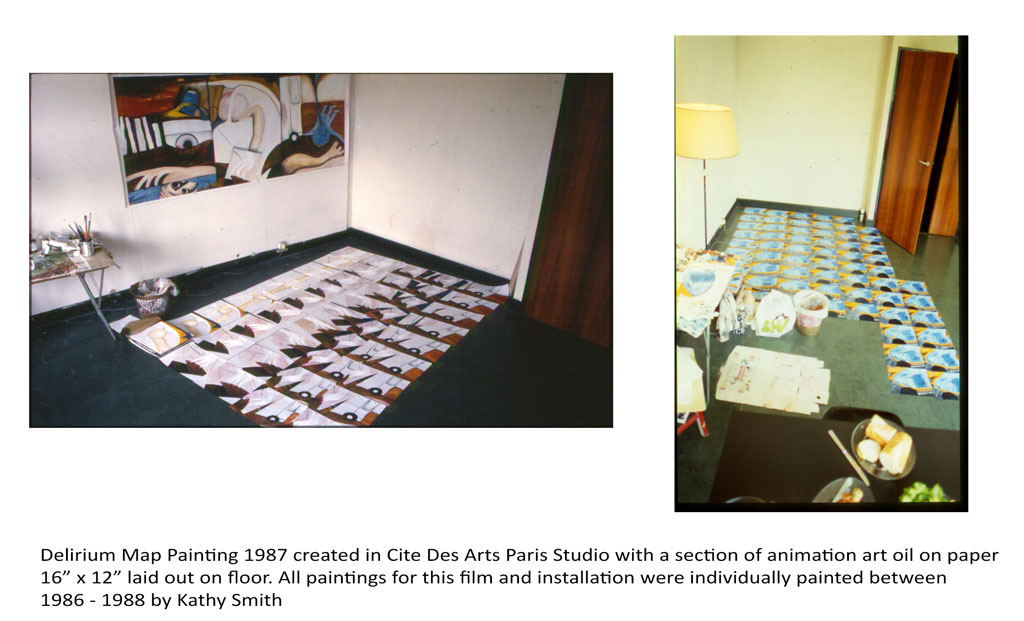 Delirium Map Painting 1987 created in Cite Des Arts Paris Studio with a section of animation art oil on paper
16” x 12” laid out on floor. All paintings for this film and installation were individually painted between
1986 - 1988 by Kathy Smith